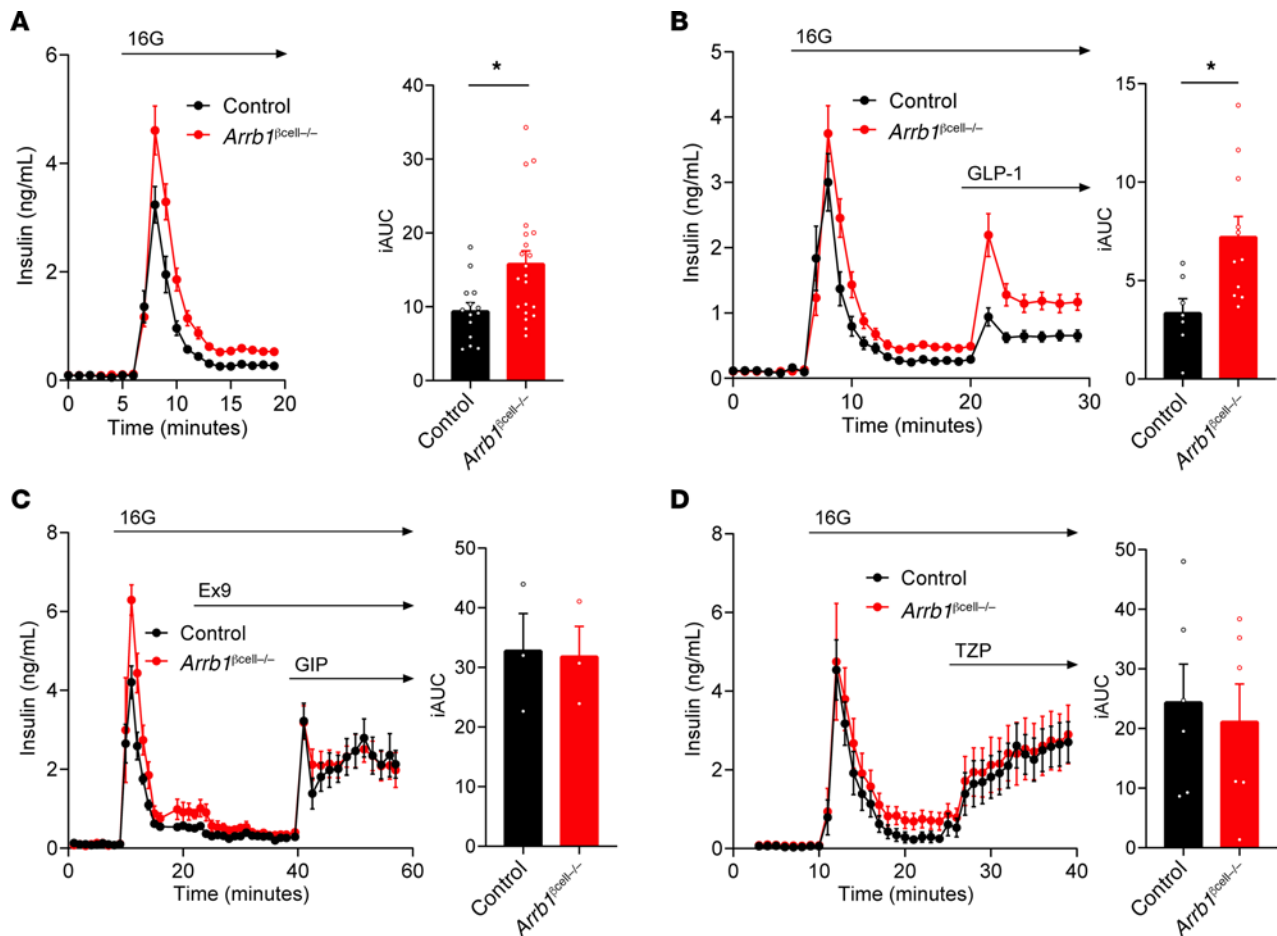 A
16G
6
4
2
0
Insulin (ng/mL)
Control
Arrb1βcell–/–
0 5 10 15 20
Time (minutes)
*
40
30
20
10
0
iAUC
Control
Arrb1βcell–/–
B
16G
6
5
4
3
2
1
0
Insulin (ng/mL)
Control
Arrb1βcell–/–
GLP-1
0 10 20 30
Time (minutes)
*
15
10
5
0
iAUC
Control
Arrb1βcell–/–
C
16G
8
6
4
2
0
Insulin (ng/mL)
Ex9
Control
Arrb1βcell–/–
GIP
0 20 40 60
Time (minutes)
50
40
30
20
10
0
iAUC
Control
Arrb1βcell–/–
D
16G
8
6
4
2
0
Insulin (ng/mL)
Control
Arrb1βcell–/–
TZP
0 10 20 30 40
Time (minutes)
50
40
30
20
10
0
iAUC
Control
Arrb1βcell–/–